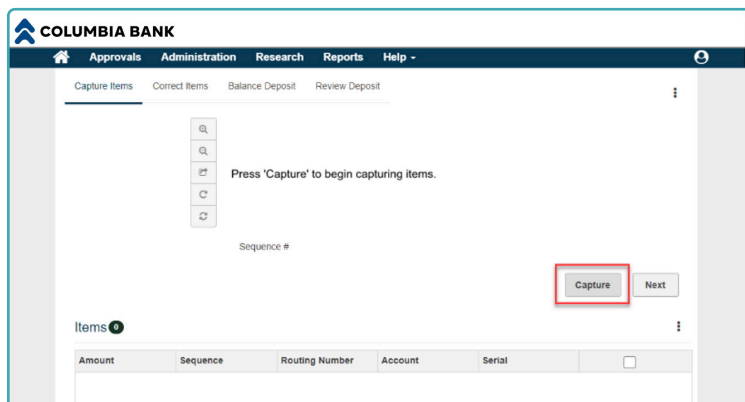 COLUMBIA BANK
Approvals Administration Research Reports Help
Capture Items Correct Items Balance Deposit Review Deposit
Press 'Capture' to begin capturing items.
Sequence #
Capture Next
Items 0
Amount Sequence Routing Number Account Serial